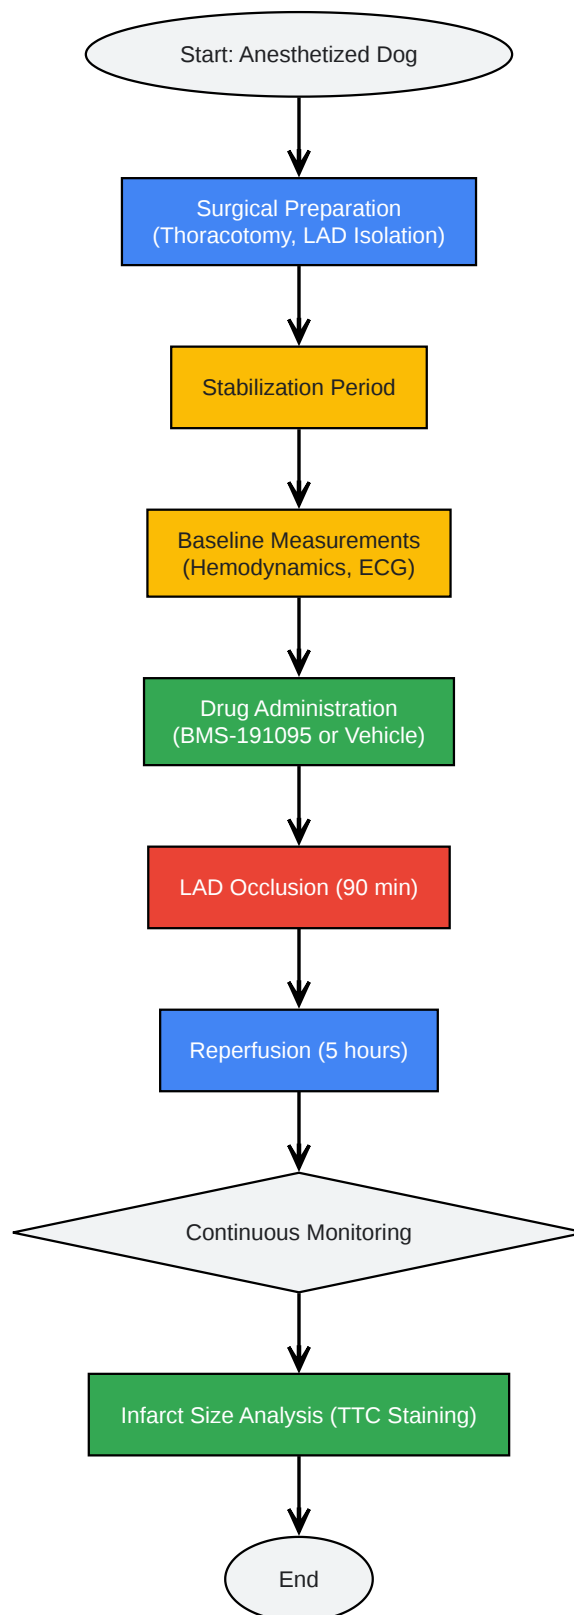 Start: Anesthetized Dog
Surgical Preparation
(Thoracotomy, LAD Isolation)
Stabilization Period
Baseline Measurements
(Hemodynamics, ECG)
Drug Administration
(BMS-191095 or Vehicle)
LAD Occlusion (90 min)
Reperfusion (5 hours)
Continuous Monitoring
Infarct Size Analysis (TTC Staining)
End